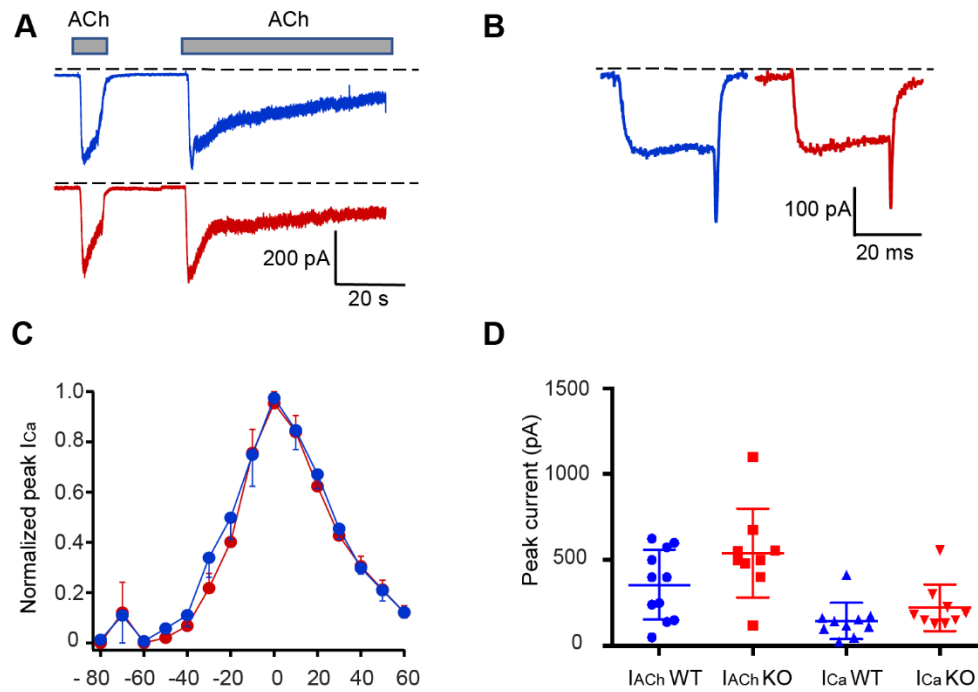 A
ACh ACh
200 pA
20 s
B
100 pA
20 ms
C
Normalized peak ICa
1.0
0.8
0.6
0.4
0.2
0
- 80 -60 -40 -20 0 20 40 60
D
Peak current (pA)
1500
1000
500
0
IACh WT IACh KO ICa WT ICa KO